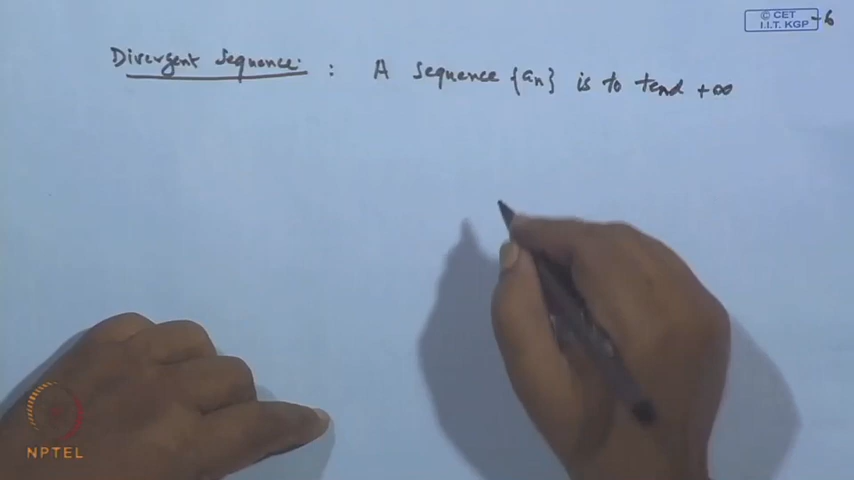 © CET
I.I.T. KGP
-6
Divergent Sequence : A Sequence {an} is to tend +∞
NPTEL